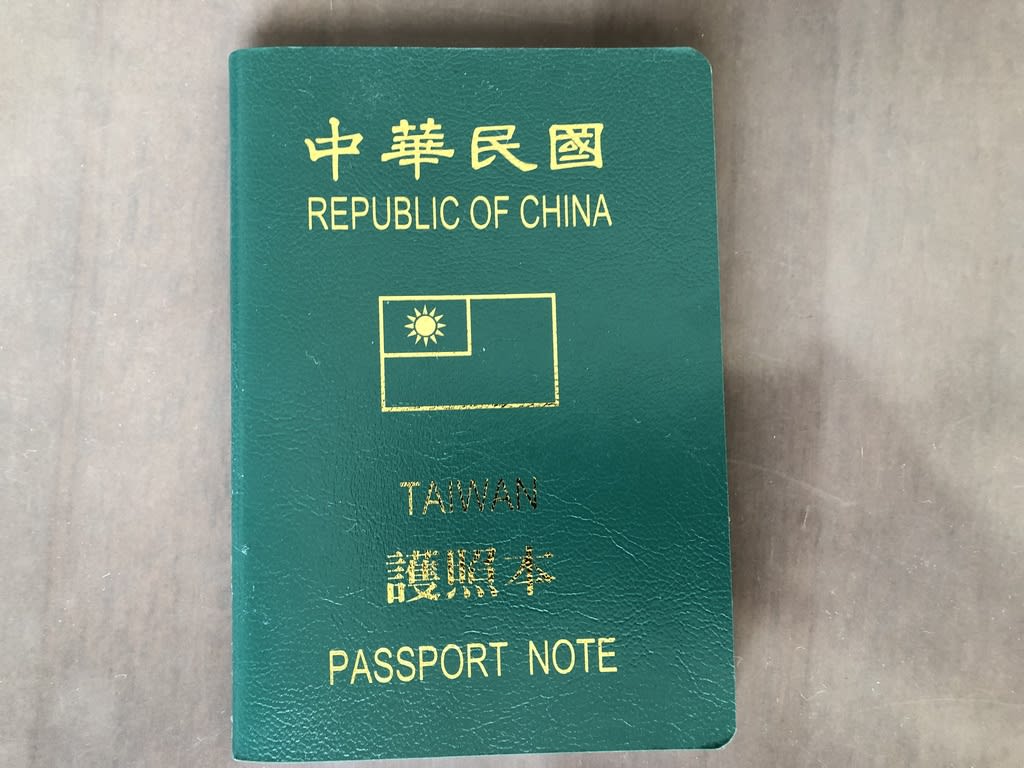 中華民國
REPUBLIC OF CHINA
TAIWAN
護照本
PASSPORT NOTE